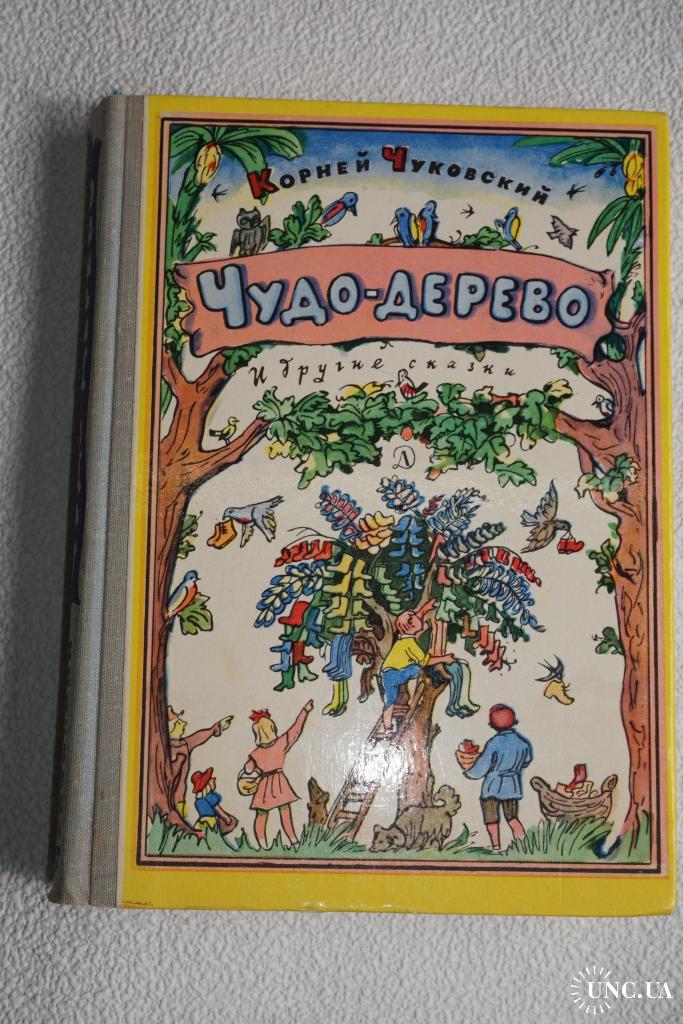 Корней Чуковский
Чудо-дерево
И другие сказки
Д
UNC.UA